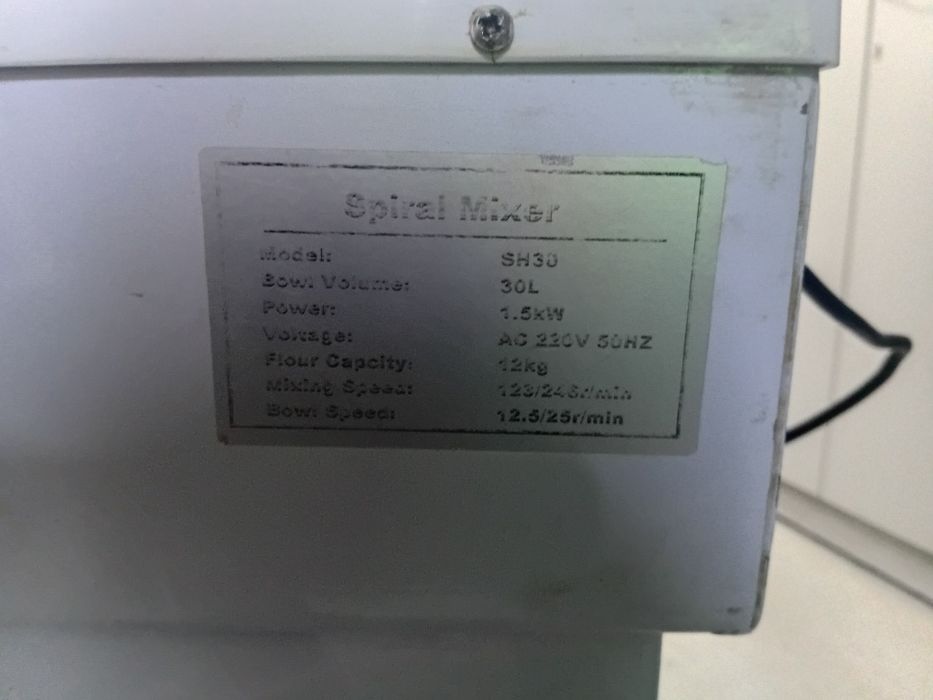 Spiral Mixer
Model: SH30
Bowl Volume: 30L
Power: 1.5kW
Voltage: AC 220V 50HZ
Flour Capcity: 12kg
Mixing Speed: 123/246r/min
Bowl Speed: 12.5/25r/min